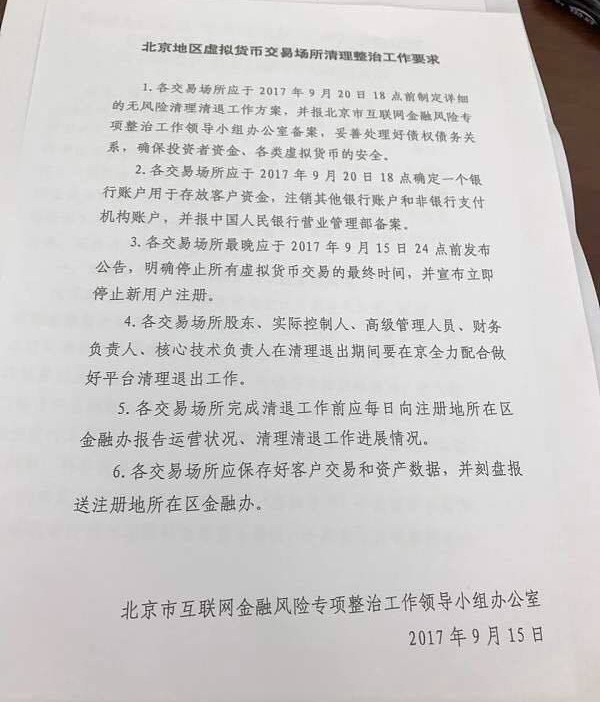 北京地区虚拟货币交易场所清理整治工作要求
1. 各交易场所应于 2017 年 9 月 20 日 18 点前制定详细
的无风险清理清退工作方案，并报北京市互联网金融风险专
项整治工作领导小组办公室备案，妥善处理好债权债务关
系，确保投资者资金、各类虚拟货币的安全。
2. 各交易场所应于 2017 年 9 月 20 日 18 点确定一个银
行账户用于存放客户资金，注销其他银行账户和非银行支付
机构账户，并报中国人民银行营业管理部备案。
3. 各交易场所最晚应于 2017 年 9 月 15 日 24 点前发布
公告，明确停止所有虚拟货币交易的最终时间，并宣布立即
停止新用户注册。
4. 各交易场所股东、实际控制人、高级管理人员、财务
负责人、核心技术负责人在清理退出期间要在京全力配合做
好平台清理退出工作。
5. 各交易场所完成清退工作前应每日向注册地所在区
金融办报告运营状况、清理清退工作进展情况。
6. 各交易场所应保存好客户交易和资产数据，并刻盘报
送注册地所在区金融办。
北京市互联网金融风险专项整治工作领导小组办公室
2017 年 9 月 15 日